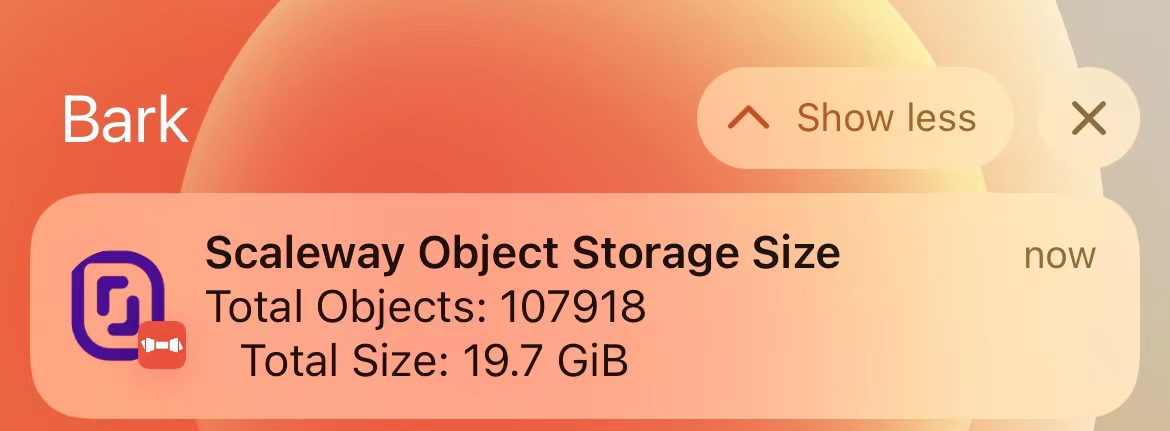 Bark
Show less
Scaleway Object Storage Size
now
Total Objects: 107918
Total Size: 19.7 GiB